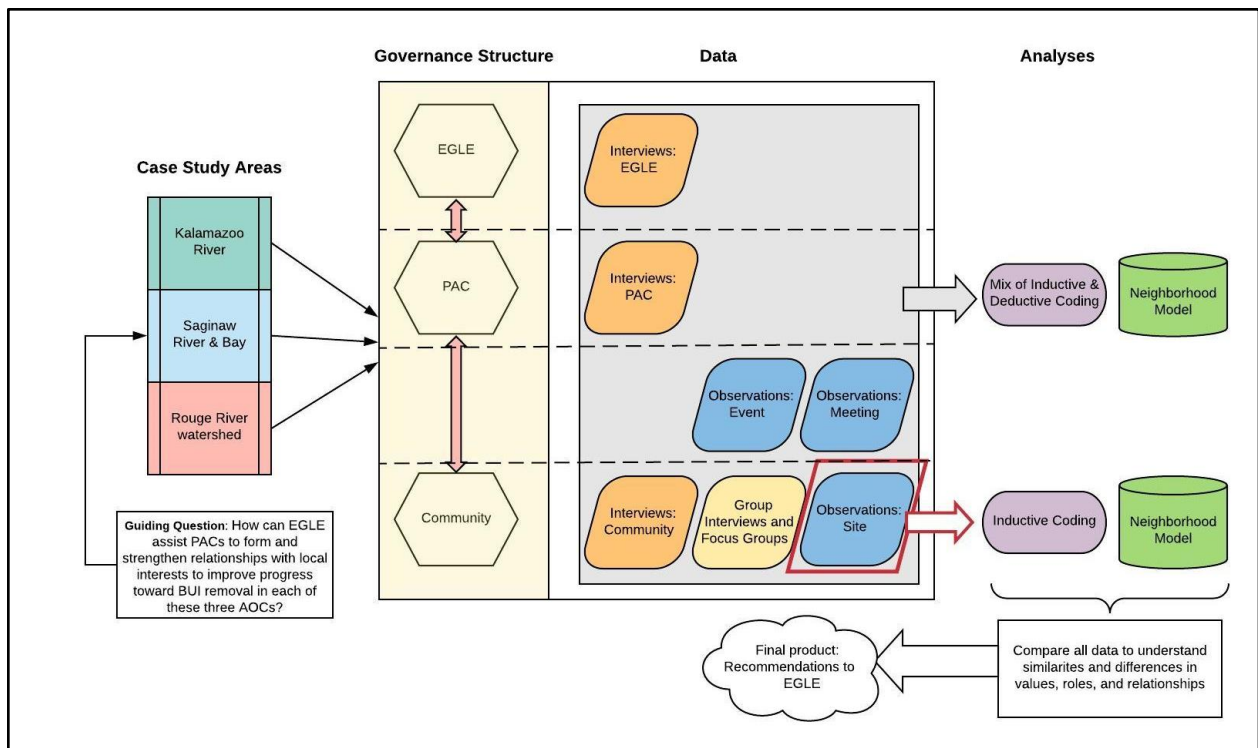 Governance Structure
Data
Analyses
Case Study Areas
Kalamazoo
River
Saginaw
River & Bay
Rouge River
watershed
Guiding Question: How can EGLE
assist PACs to form and
strengthen relationships with local
interests to improve progress
toward BUI removal in each of
these three AOCs?
EGLE
PAC
Community
Interviews:
EGLE
Interviews:
PAC
Observations:
Event
Observations:
Meeting
Interviews:
Community
Group
Interviews and
Focus Groups
Observations:
Site
Mix of Inductive &
Deductive Coding
Neighborhood
Model
Inductive Coding
Neighborhood
Model
Compare all data to understand
similarites and differences in
values, roles, and relationships
Final product:
Recommendations to
EGLE